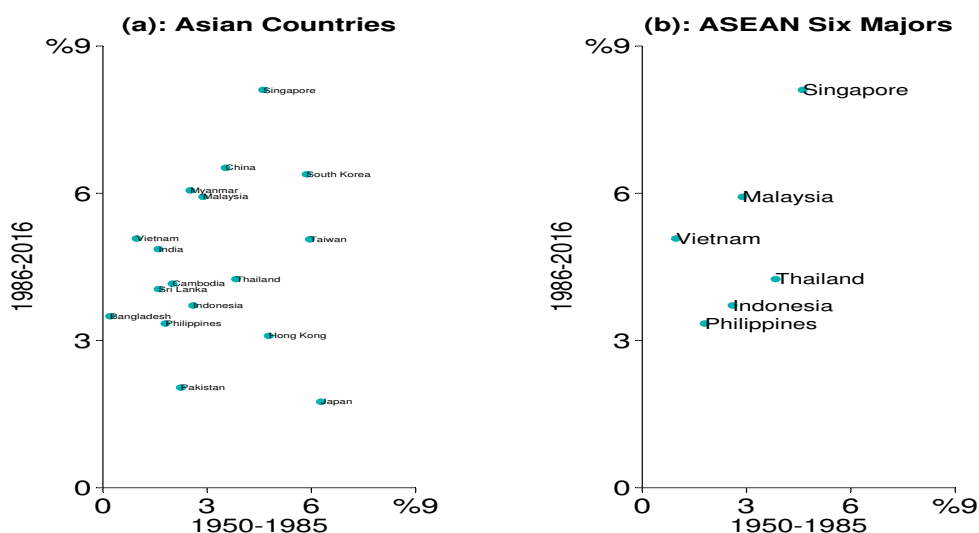 (a): Asian Countries
%9
6
3
0
1986-2016
Singapore
China
South Korea
Myanmar
Malaysia
Vietnam
Taiwan
India
Thailand
Cambodia
Sri Lanka
Indonesia
Bangladesh
Philippines
Hong Kong
Pakistan
Japan
0 3 6 %9
1950-1985
(b): ASEAN Six Majors
%9
6
3
0
1986-2016
Singapore
Malaysia
Vietnam
Thailand
Indonesia
Philippines
0 3 6 %9
1950-1985